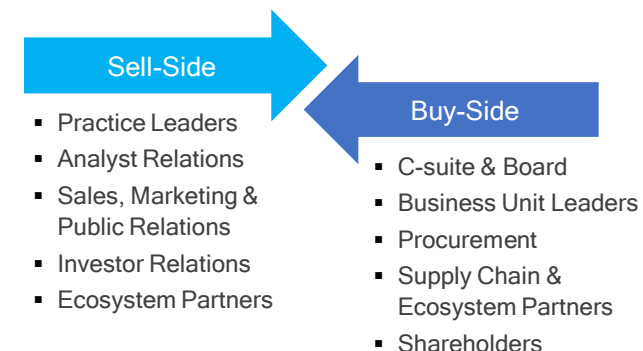 Sell-Side
▪ Practice Leaders
▪ Analyst Relations
▪ Sales, Marketing &
Public Relations
▪ Investor Relations
▪ Ecosystem Partners
Buy-Side
▪ C-suite & Board
▪ Business Unit Leaders
▪ Procurement
▪ Supply Chain &
Ecosystem Partners
▪ Shareholders